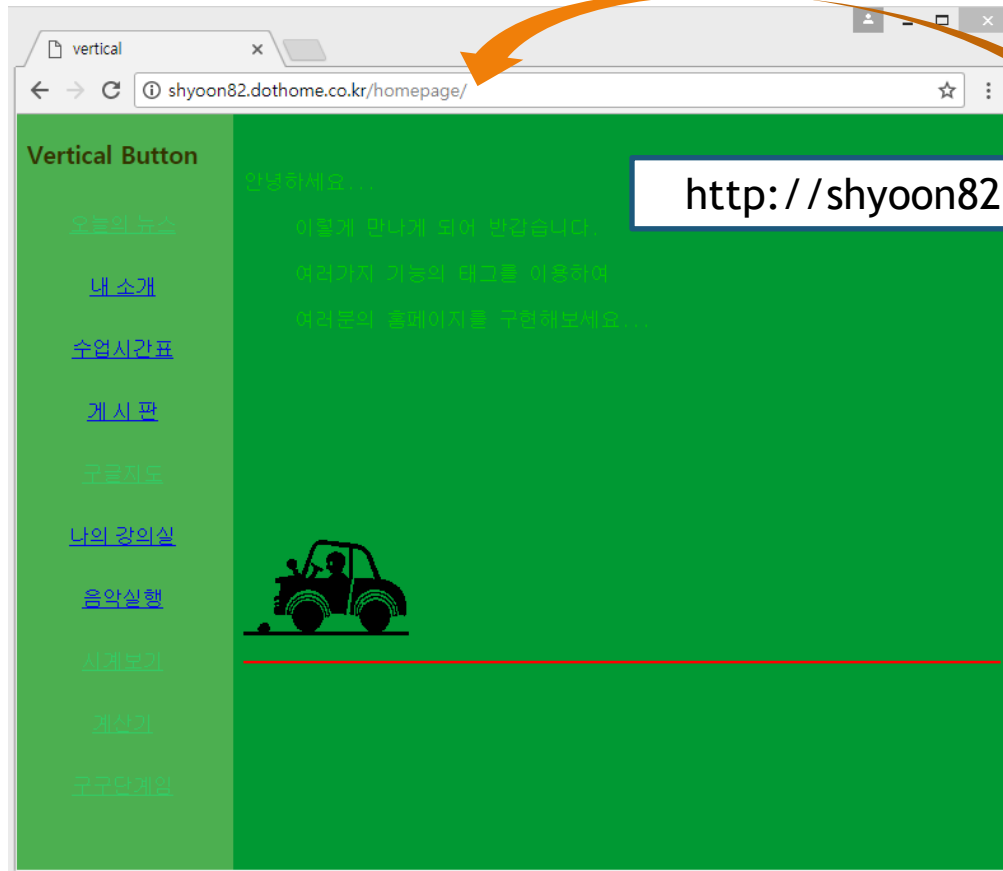 vertical
shyoon82.dothome.co.kr/homepage/
Vertical Button
안녕하세요...
http://shyoon82
오늘의 뉴스
이렇게 만나게 되어 반갑습니다.
내 소개
여러가지 기능의 태그를 이용하여
여러분의 홈페이지를 구현해보세요...
수업시간표
게 시 판
구글지도
나의 강의실
음악실행
시계보기
계산기
구구단게임